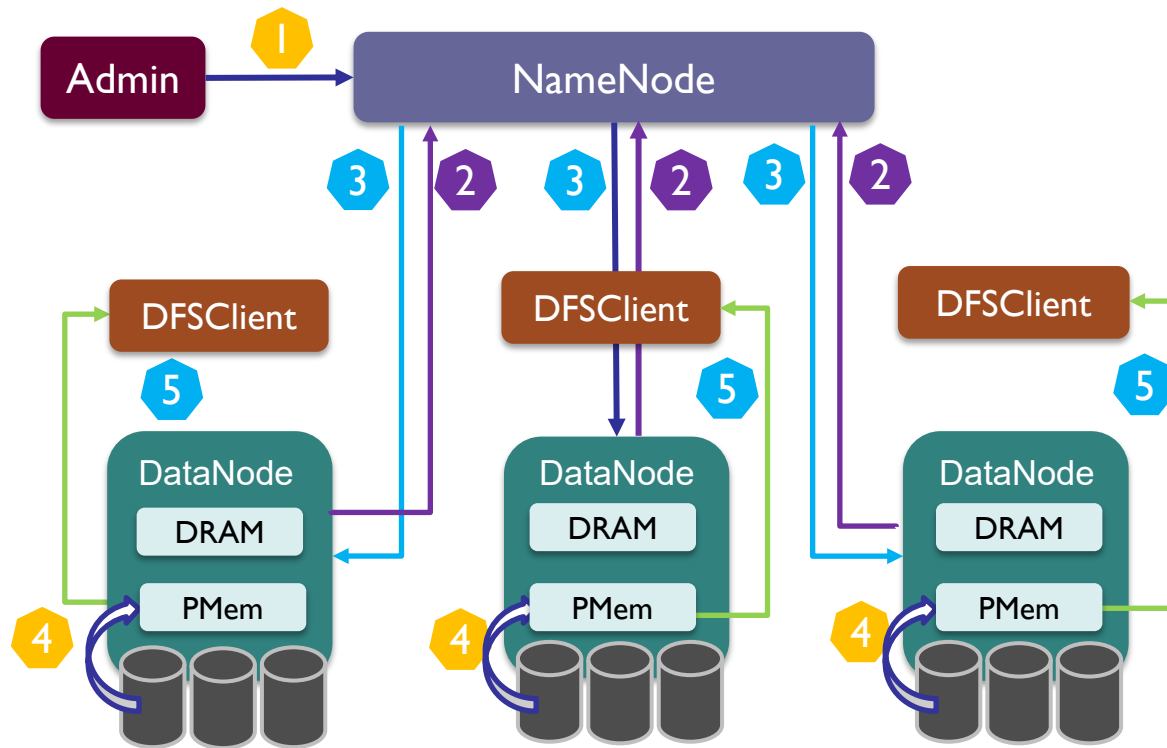 1
Admin
NameNode
3
2
3
2
3
2
DFSClient
DFSClient
DFSClient
5
5
5
DataNode
DataNode
DataNode
DRAM
DRAM
DRAM
PMem
PMem
PMem
4
4
4